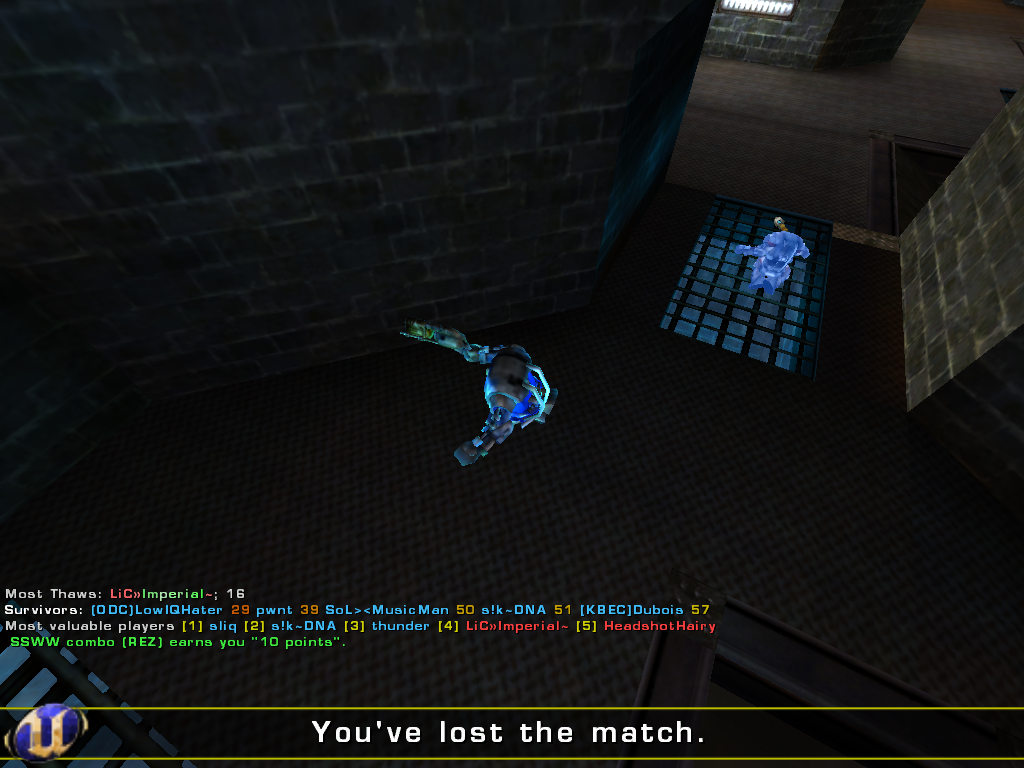 Most Thaws: LiC»Imperial~; 16
Survivors: (ODC)LowIQHater 29 pwnt 39 SoL><MusicMan 50 s!k~DNA 51 [KBEC]Dubois 57
Most valuable players [1] sliq [2] s!k~DNA [3] thunder [4] LiC»Imperial~ [5] HeadshotHairy
SSWW combo (REZ) earns you "10 points".
You've lost the match.